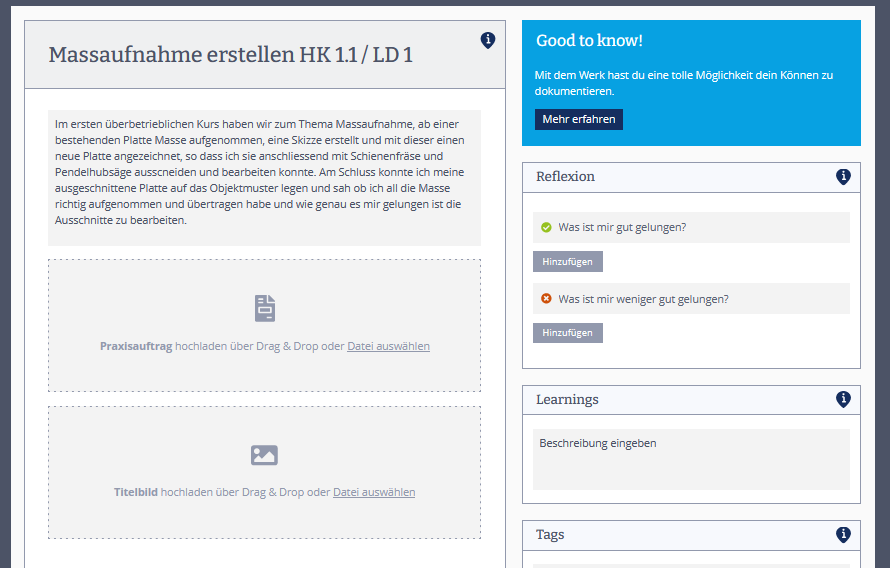 Massaufnahme erstellen HK 1.1 / LD 1
Im ersten überbetrieblichen Kurs haben wir zum Thema Massaufnahme, ab einer
bestehenden Platte Masse aufgenommen, eine Skizze erstellt und mit dieser einen
neue Platte angezeichnet, so dass ich sie anschliessend mit Schienenfräse und
Pendelhubsäge ausscneiden und bearbeiten konnte. Am Schluss konnte ich meine
ausgeschnittene Platte auf das Objektmuster legen und sah ob ich all die Masse
richtig aufgenommen und übertragen habe und wie genau es mir gelungen ist die
Ausschnitte zu bearbeiten.
Praxisauftrag hochladen über Drag & Drop oder Datei auswählen
Titelbild hochladen über Drag & Drop oder Datei auswählen
Good to know!
Mit dem Werk hast du eine tolle Möglichkeit dein Können zu
dokumentieren.
Mehr erfahren
Reflexion
Was ist mir gut gelungen?
Hinzufügen
Was ist mir weniger gut gelungen?
Hinzufügen
Learnings
Beschreibung eingeben
Tags